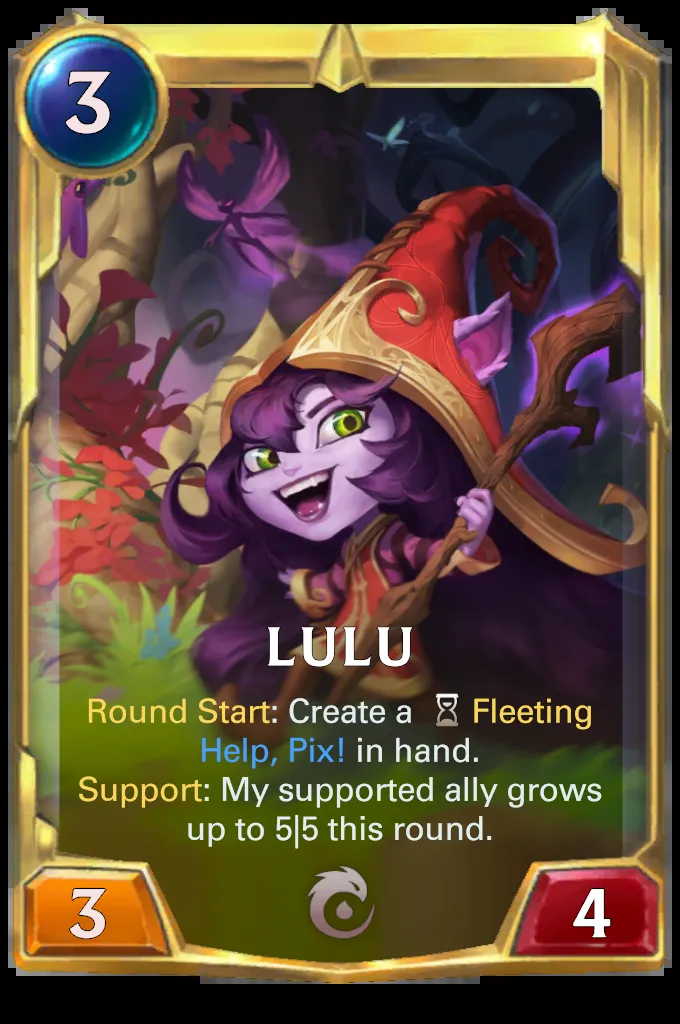 3
LULU
Round Start: Create a Fleeting
Help, Pix! in hand.
Support: My supported ally grows
up to 5|5 this round.
3
4